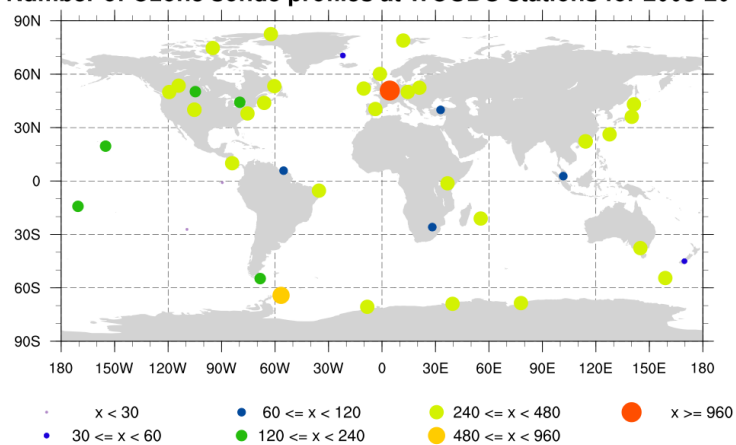 90N
60N
30N
0
30S
60S
90S
180 150W 120W 90W 60W 30W 0 30E 60E 90E 120E 150E 180
x < 30 60 <= x < 120 240 <= x < 480 x >= 960
30 <= x < 60 120 <= x < 240 480 <= x < 960